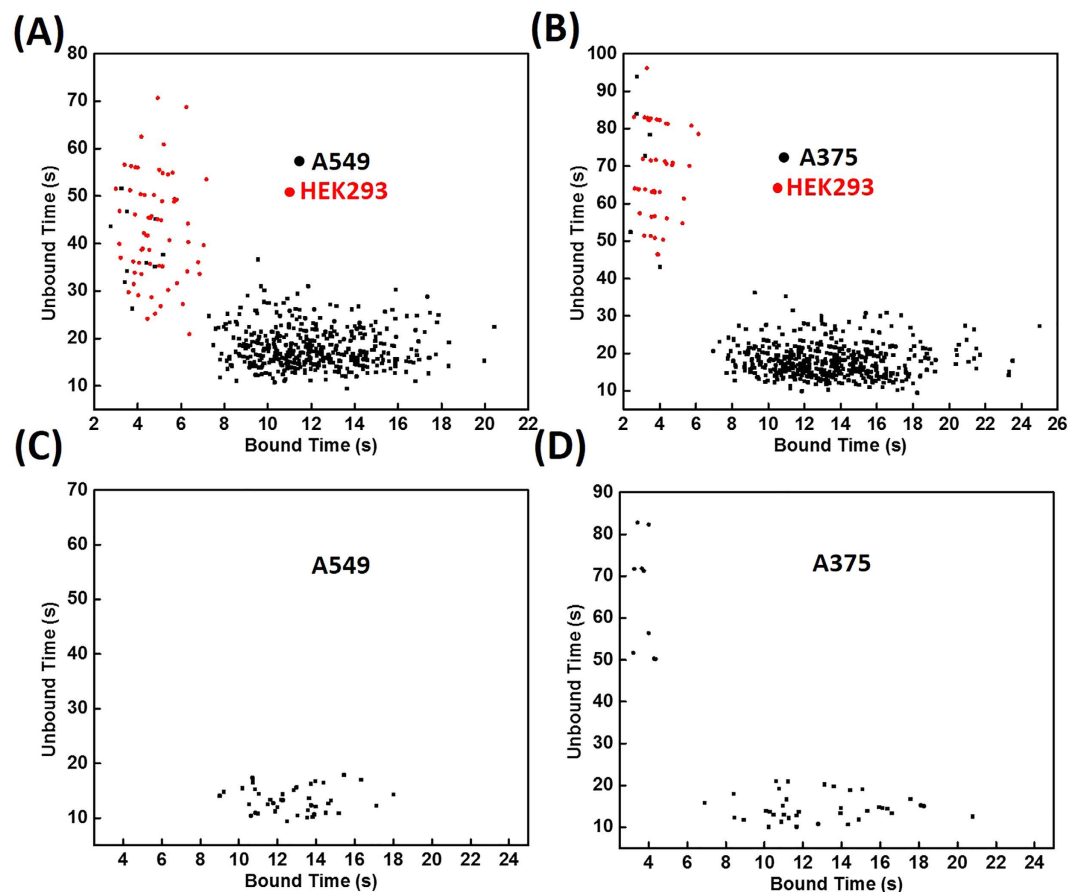 (A)
80
70
60
50
40
30
20
10
Unbound Time (s)
A549
HEK293
2 4 6 8 10 12 14 16 18 20 22
Bound Time (s)
(B)
100
90
80
70
60
50
40
30
20
10
Unbound Time (s)
A375
HEK293
2 4 6 8 10 12 14 16 18 20 22 24 26
Bound Time (s)
(C)
70
60
50
40
30
20
10
Unbound Time (s)
A549
4 6 8 10 12 14 16 18 20 22 24
Bound Time (s)
(D)
90
80
70
60
50
40
30
20
10
Unbound Time (s)
A375
4 6 8 10 12 14 16 18 20 22 24
Bound Time (s)